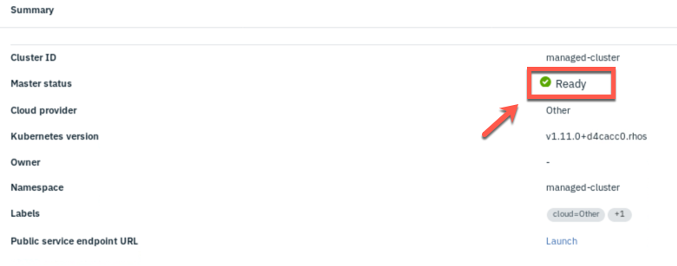 Summary
Cluster ID managed-cluster
Master status Ready
Cloud provider Other
Kubernetes version v1.11.0+d4cacc0.rhos
Owner -
Namespace managed-cluster
Labels cloud=Other +1
Public service endpoint URL Launch